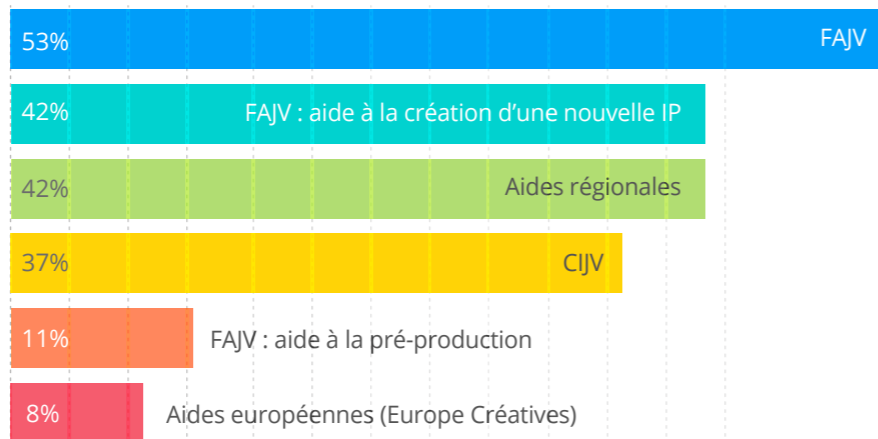 53% FAJV
42% FAJV : aide à la création d’une nouvelle IP
42% Aides régionales
37% CIJV
11% FAJV : aide à la pré-production
8% Aides européennes (Europe Créatives)